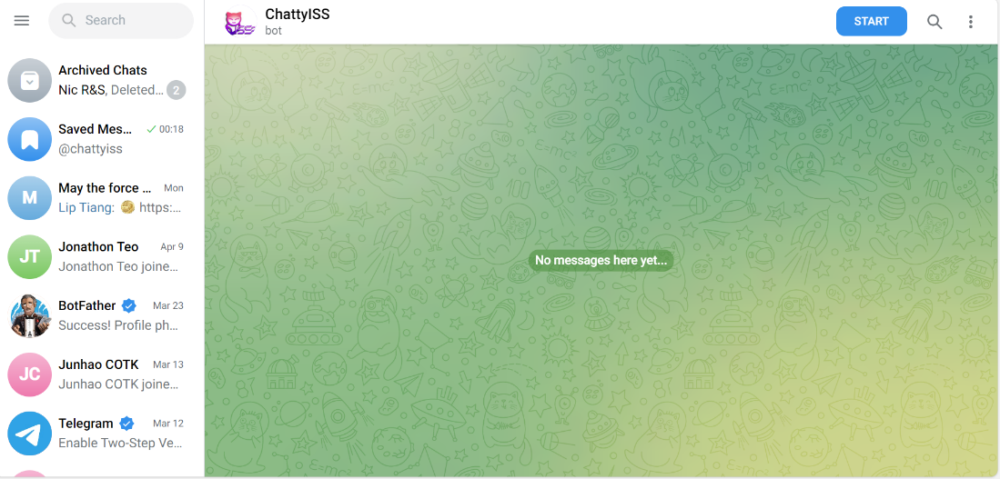 Search
ChattyISS
bot
START
Archived Chats
Nic R&S, Deleted... 2
Saved Mes... 00:18
@chattyiss
M
May the force ... Mon
Lip Tiang: https:...
JT
Jonathon Teo Apr 9
Jonathon Teo joine...
BotFather Mar 23
Success! Profile ph...
JC
Junhao COTK Mar 13
Junhao COTK joine...
Telegram Mar 12
Enable Two-Step Ve...
No messages here yet...